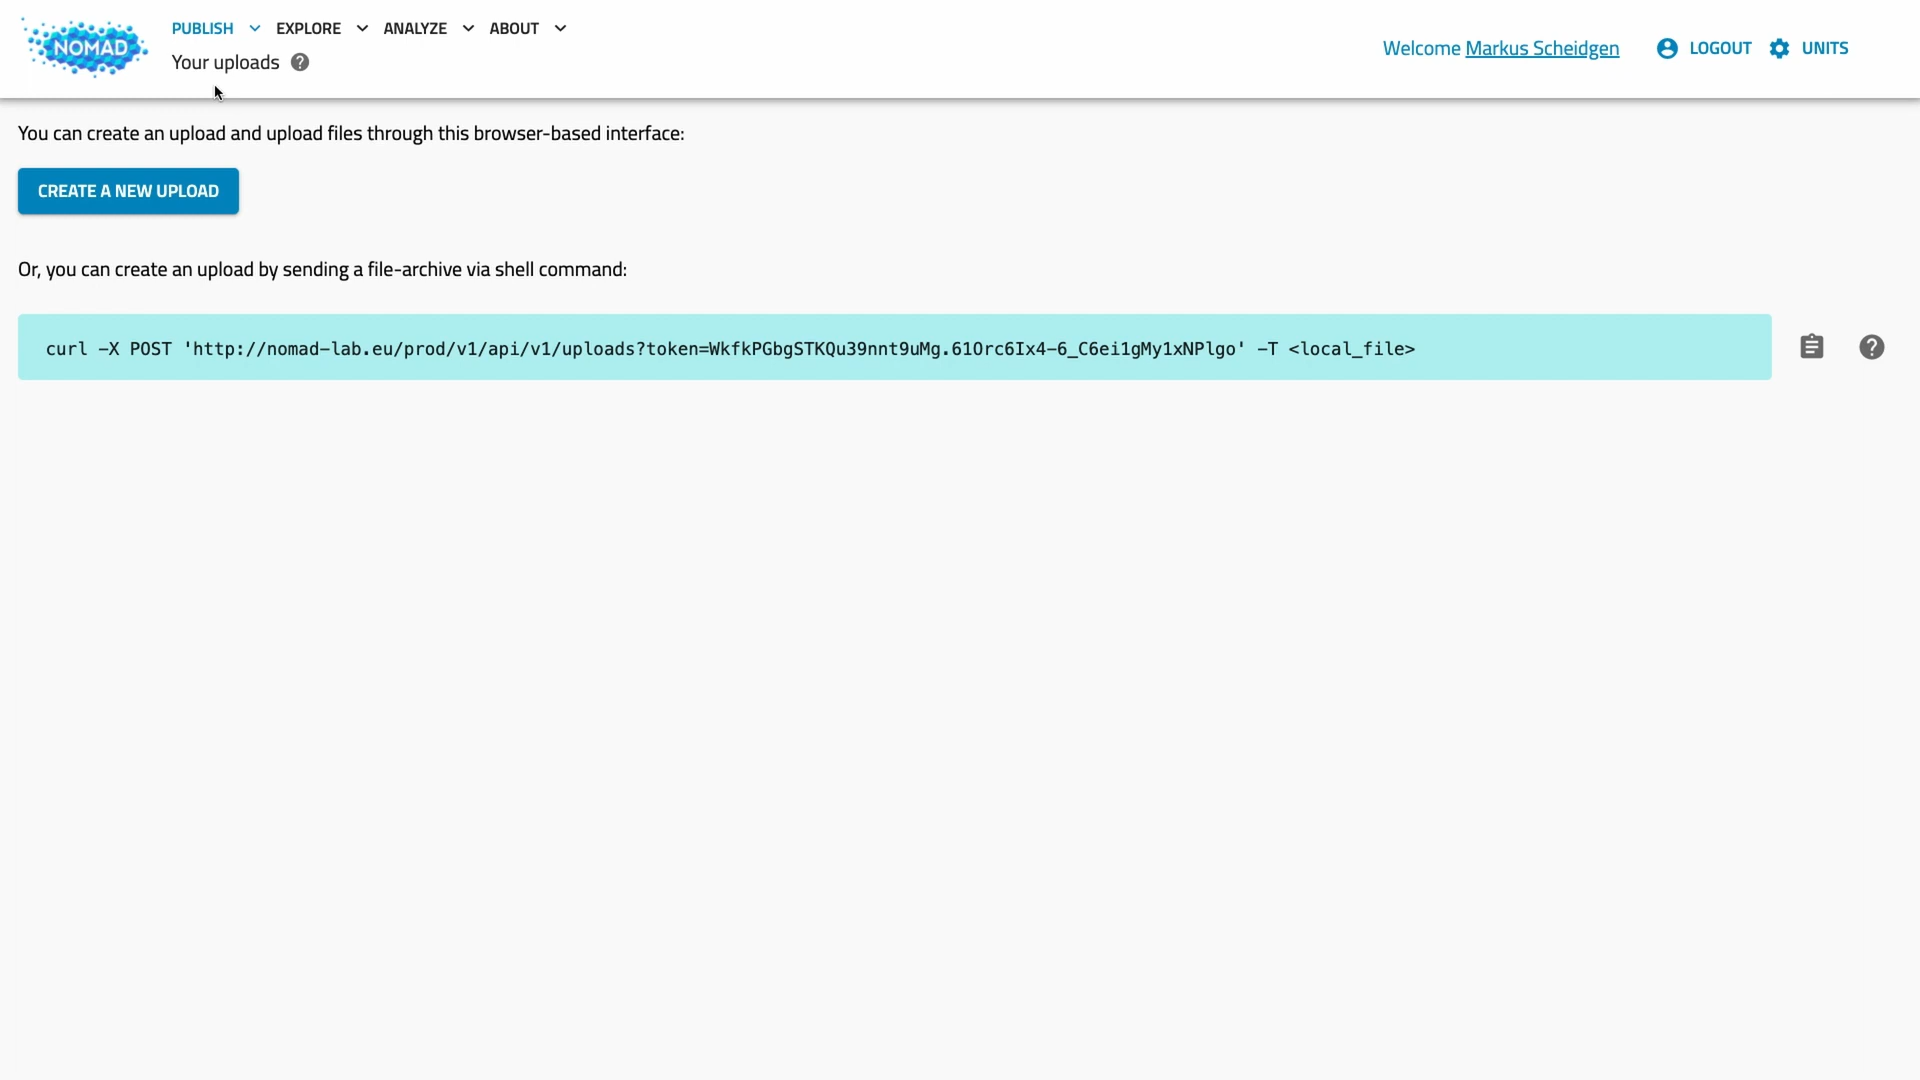 NOMAD
PUBLISH EXPLORE ANALYZE ABOUT
Your uploads ?
Welcome Markus Scheidgen LOGOUT UNITS
You can create an upload and upload files through this browser-based interface:
CREATE A NEW UPLOAD
Or, you can create an upload by sending a file-archive via shell command:
curl -X POST 'http://nomad-lab.eu/prod/v1/api/v1/uploads?token=WkfkPGbgSTKQu39nnt9uMg.61Orc6Ix4-6_C6ei1gMy1xNPlgo' -T <local_file> ?